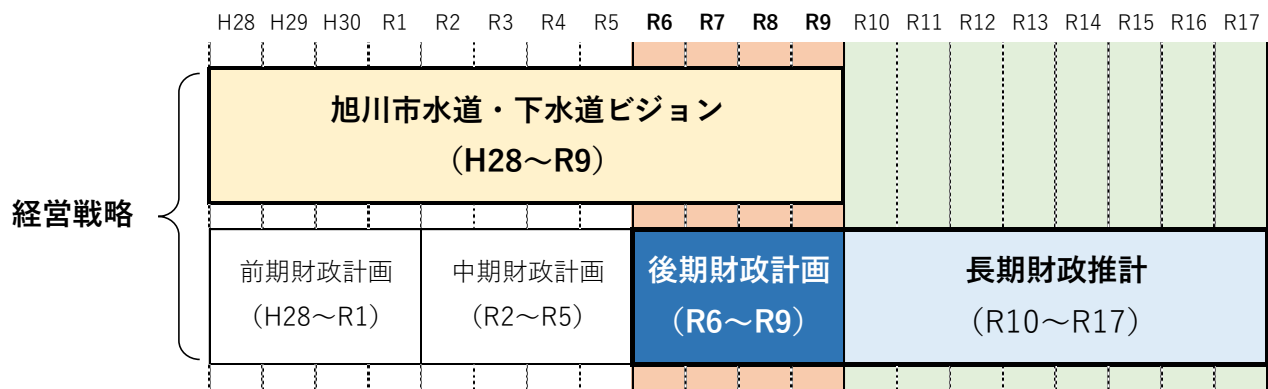 H28 H29 H30 R1 R2 R3 R4 R5 R6 R7 R8 R9 R10 R11 R12 R13 R14 R15 R16 R17
旭川市水道・下水道ビジョン
（H28～R9）
経営戦略
前期財政計画 中期財政計画 後期財政計画 長期財政推計
（H28～R1） （R2～R5） （R6～R9） （R10～R17）